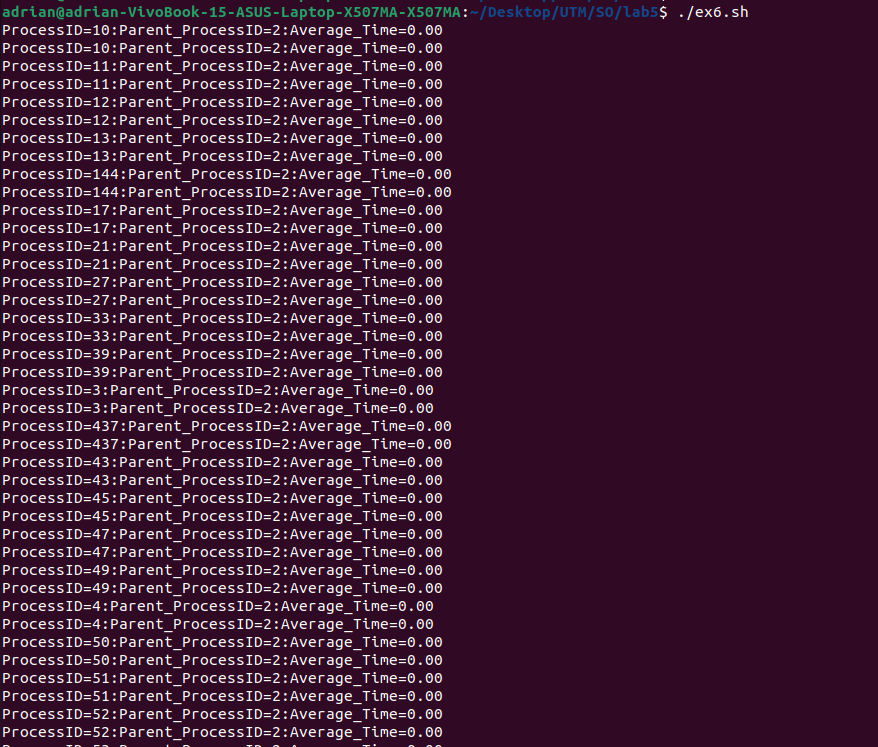 adrian@adrian-VivoBook-15-ASUS-Laptop-X507MA-X507MA:~/Desktop/UTM/SO/lab5$ ./ex6.sh
ProcessID=10:Parent_ProcessID=2:Average_Time=0.00
ProcessID=10:Parent_ProcessID=2:Average_Time=0.00
ProcessID=11:Parent_ProcessID=2:Average_Time=0.00
ProcessID=11:Parent_ProcessID=2:Average_Time=0.00
ProcessID=12:Parent_ProcessID=2:Average_Time=0.00
ProcessID=12:Parent_ProcessID=2:Average_Time=0.00
ProcessID=13:Parent_ProcessID=2:Average_Time=0.00
ProcessID=13:Parent_ProcessID=2:Average_Time=0.00
ProcessID=144:Parent_ProcessID=2:Average_Time=0.00
ProcessID=144:Parent_ProcessID=2:Average_Time=0.00
ProcessID=17:Parent_ProcessID=2:Average_Time=0.00
ProcessID=17:Parent_ProcessID=2:Average_Time=0.00
ProcessID=21:Parent_ProcessID=2:Average_Time=0.00
ProcessID=21:Parent_ProcessID=2:Average_Time=0.00
ProcessID=27:Parent_ProcessID=2:Average_Time=0.00
ProcessID=27:Parent_ProcessID=2:Average_Time=0.00
ProcessID=33:Parent_ProcessID=2:Average_Time=0.00
ProcessID=33:Parent_ProcessID=2:Average_Time=0.00
ProcessID=39:Parent_ProcessID=2:Average_Time=0.00
ProcessID=39:Parent_ProcessID=2:Average_Time=0.00
ProcessID=3:Parent_ProcessID=2:Average_Time=0.00
ProcessID=3:Parent_ProcessID=2:Average_Time=0.00
ProcessID=437:Parent_ProcessID=2:Average_Time=0.00
ProcessID=437:Parent_ProcessID=2:Average_Time=0.00
ProcessID=43:Parent_ProcessID=2:Average_Time=0.00
ProcessID=43:Parent_ProcessID=2:Average_Time=0.00
ProcessID=45:Parent_ProcessID=2:Average_Time=0.00
ProcessID=45:Parent_ProcessID=2:Average_Time=0.00
ProcessID=47:Parent_ProcessID=2:Average_Time=0.00
ProcessID=47:Parent_ProcessID=2:Average_Time=0.00
ProcessID=49:Parent_ProcessID=2:Average_Time=0.00
ProcessID=49:Parent_ProcessID=2:Average_Time=0.00
ProcessID=4:Parent_ProcessID=2:Average_Time=0.00
ProcessID=4:Parent_ProcessID=2:Average_Time=0.00
ProcessID=50:Parent_ProcessID=2:Average_Time=0.00
ProcessID=50:Parent_ProcessID=2:Average_Time=0.00
ProcessID=51:Parent_ProcessID=2:Average_Time=0.00
ProcessID=51:Parent_ProcessID=2:Average_Time=0.00
ProcessID=52:Parent_ProcessID=2:Average_Time=0.00
ProcessID=52:Parent_ProcessID=2:Average_Time=0.00